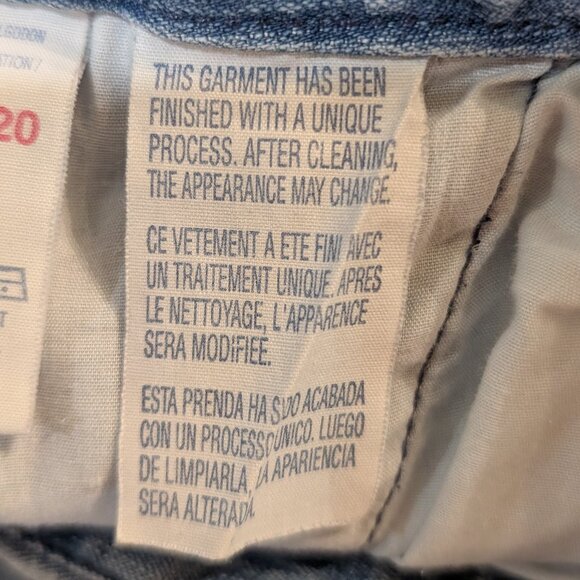 ALGODON
ATION /
20
T
THIS GARMENT HAS BEEN
FINISHED WITH A UNIQUE
PROCESS. AFTER CLEANING,
THE APPEARANCE MAY CHANGE.
CE VETEMENT A ETE FINI AVEC
UN TRAITEMENT UNIQUE. APRES
LE NETTOYAGE, L'APPARENCE
SERA MODIFIEE.
ESTA PRENDA HA SIDO ACABADA
CON UN PROCESO UNICO. LUEGO
DE LIMPIARLA, LA APARIENCIA
SERA ALTERADA.